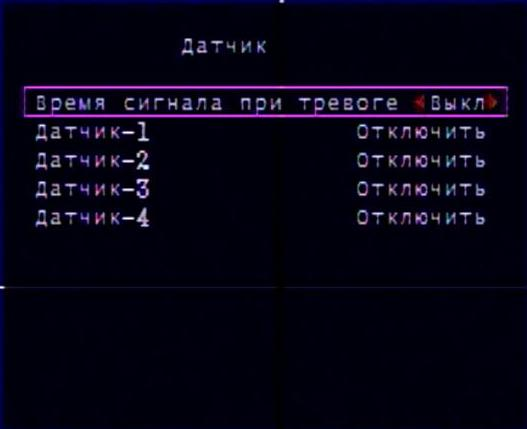 Датчик
Время сигнала при тревоге Выкл
Датчик-1 Отключить
Датчик-2 Отключить
Датчик-3 Отключить
Датчик-4 Отключить